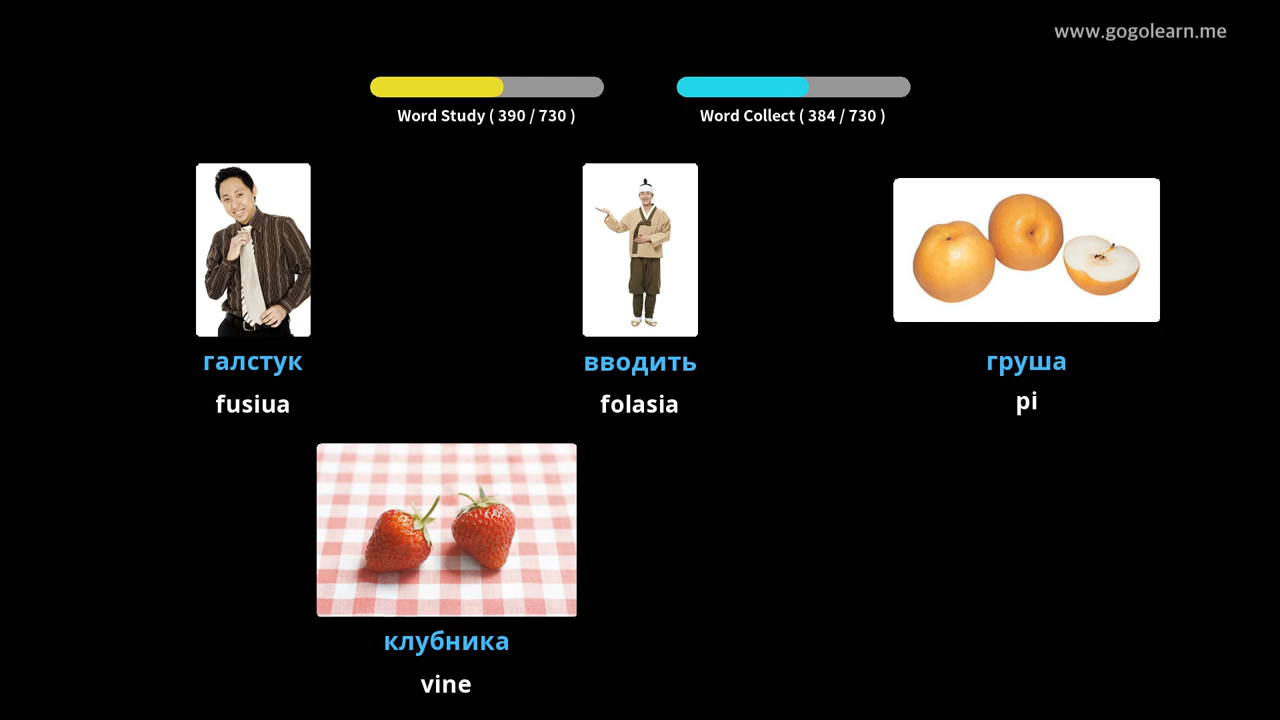 www.gogolearn.me
Word Study ( 390 / 730 )
Word Collect ( 384 / 730 )
галстук
вводить
груша
fusiua
folasia
pi
клубника
vine